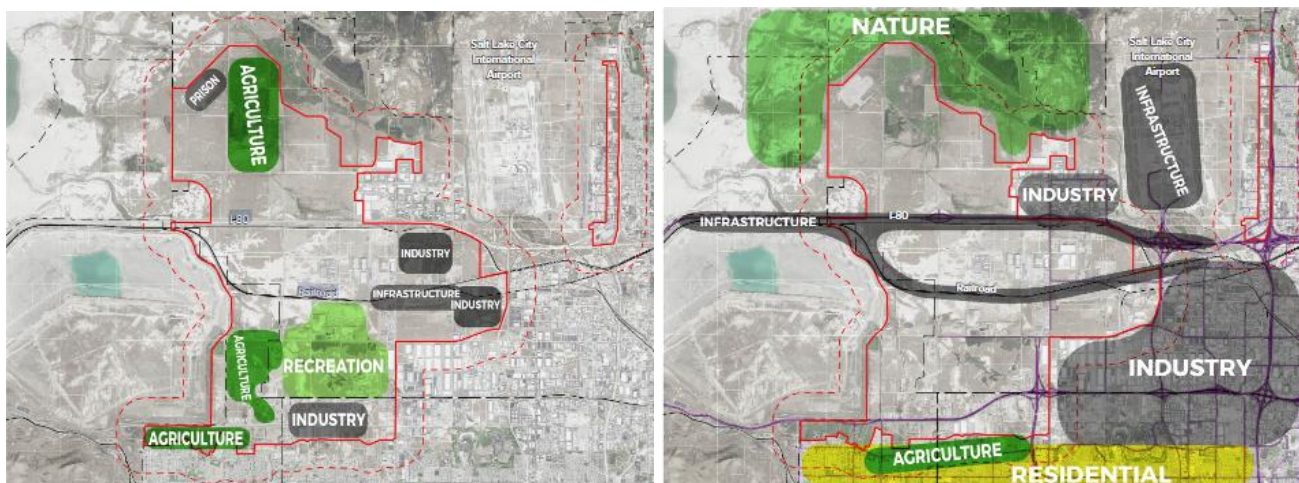 Salt Lake City
International
Airport
PRISON
AGRICULTURE
I-80
INDUSTRY
Railroad
INFRASTRUCTURE
INDUSTRY
AGRICULTURE
RECREATION
INDUSTRY
AGRICULTURE
NATURE
Salt Lake City
International
Airport
INFRASTRUCTURE
INDUSTRY
INFRASTRUCTURE
I-80
Railroad
INDUSTRY
AGRICULTURE
RESIDENTIAL